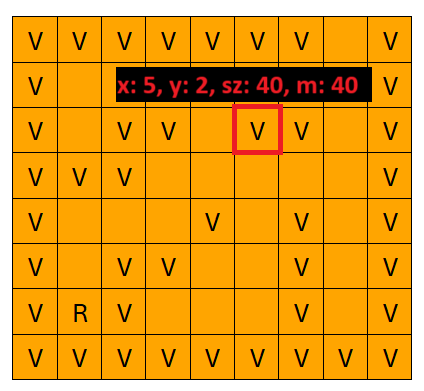 V V V V V V V V
V x: 5, y: 2, sz: 40, m: 40 V
V V V V V V
V V V V
V V V V
V V V V V
V R V V V
V V V V V V V V V